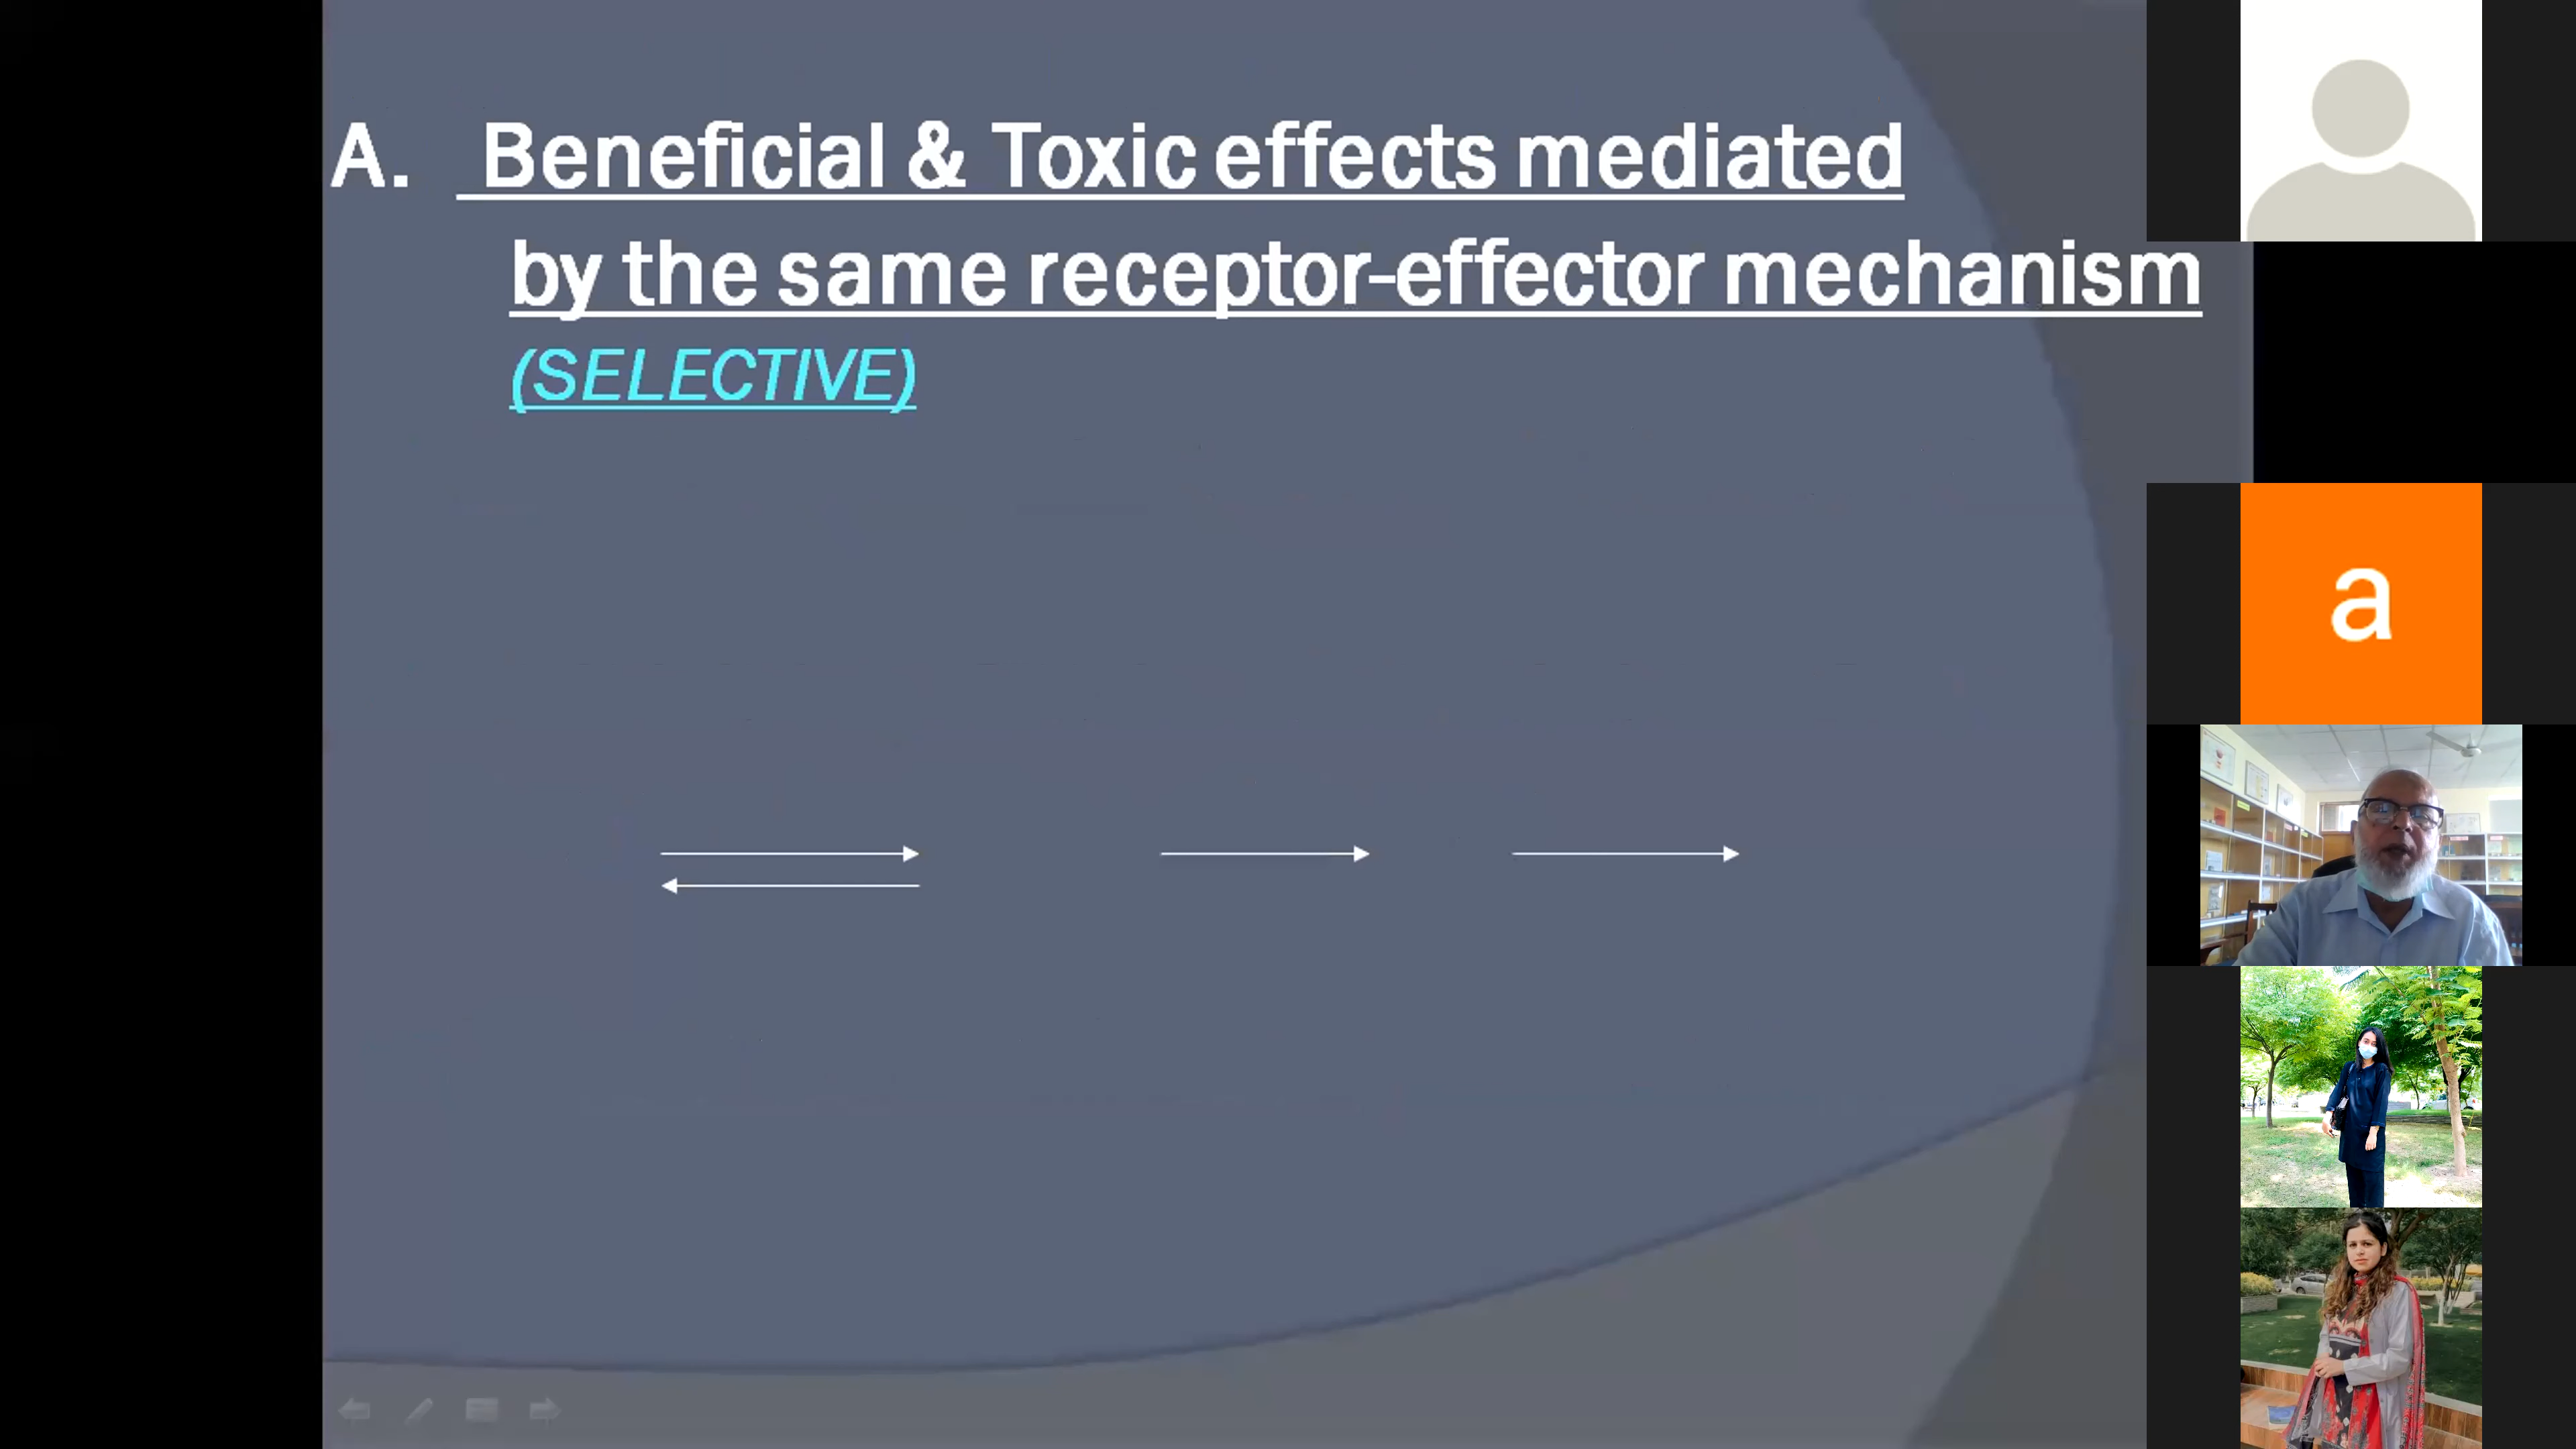 A. Beneficial & Toxic effects mediated
by the same receptor-effector mechanism
(SELECTIVE)
a